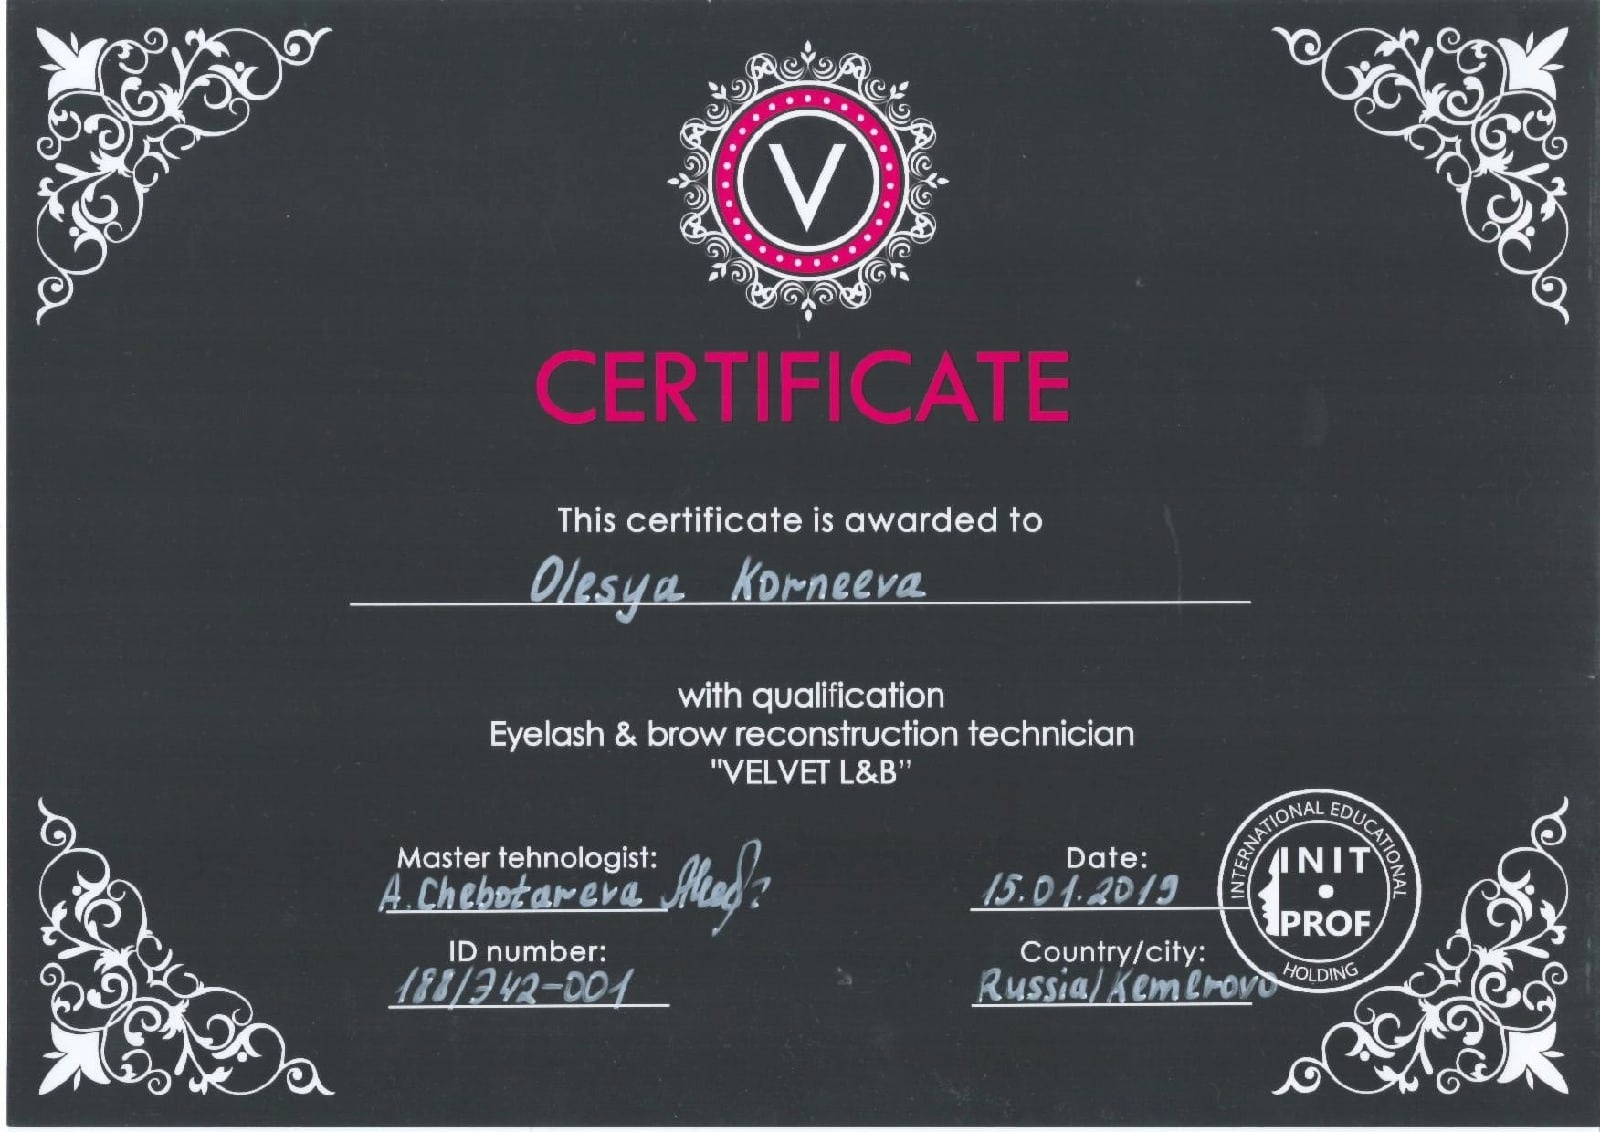 V
CERTIFICATE
This certificate is awarded to
Olesya Korneeva
with qualification
Eyelash & brow reconstruction technician
"VELVET L&B”
Master tehnologist:
A. Chebotareva
Date:
15.01.2019
ID number:
188/742-001
Country/city:
Russia/Kemerovo
INTERNATIONAL EDUCATIONAL
INIT
PROF
HOLDING